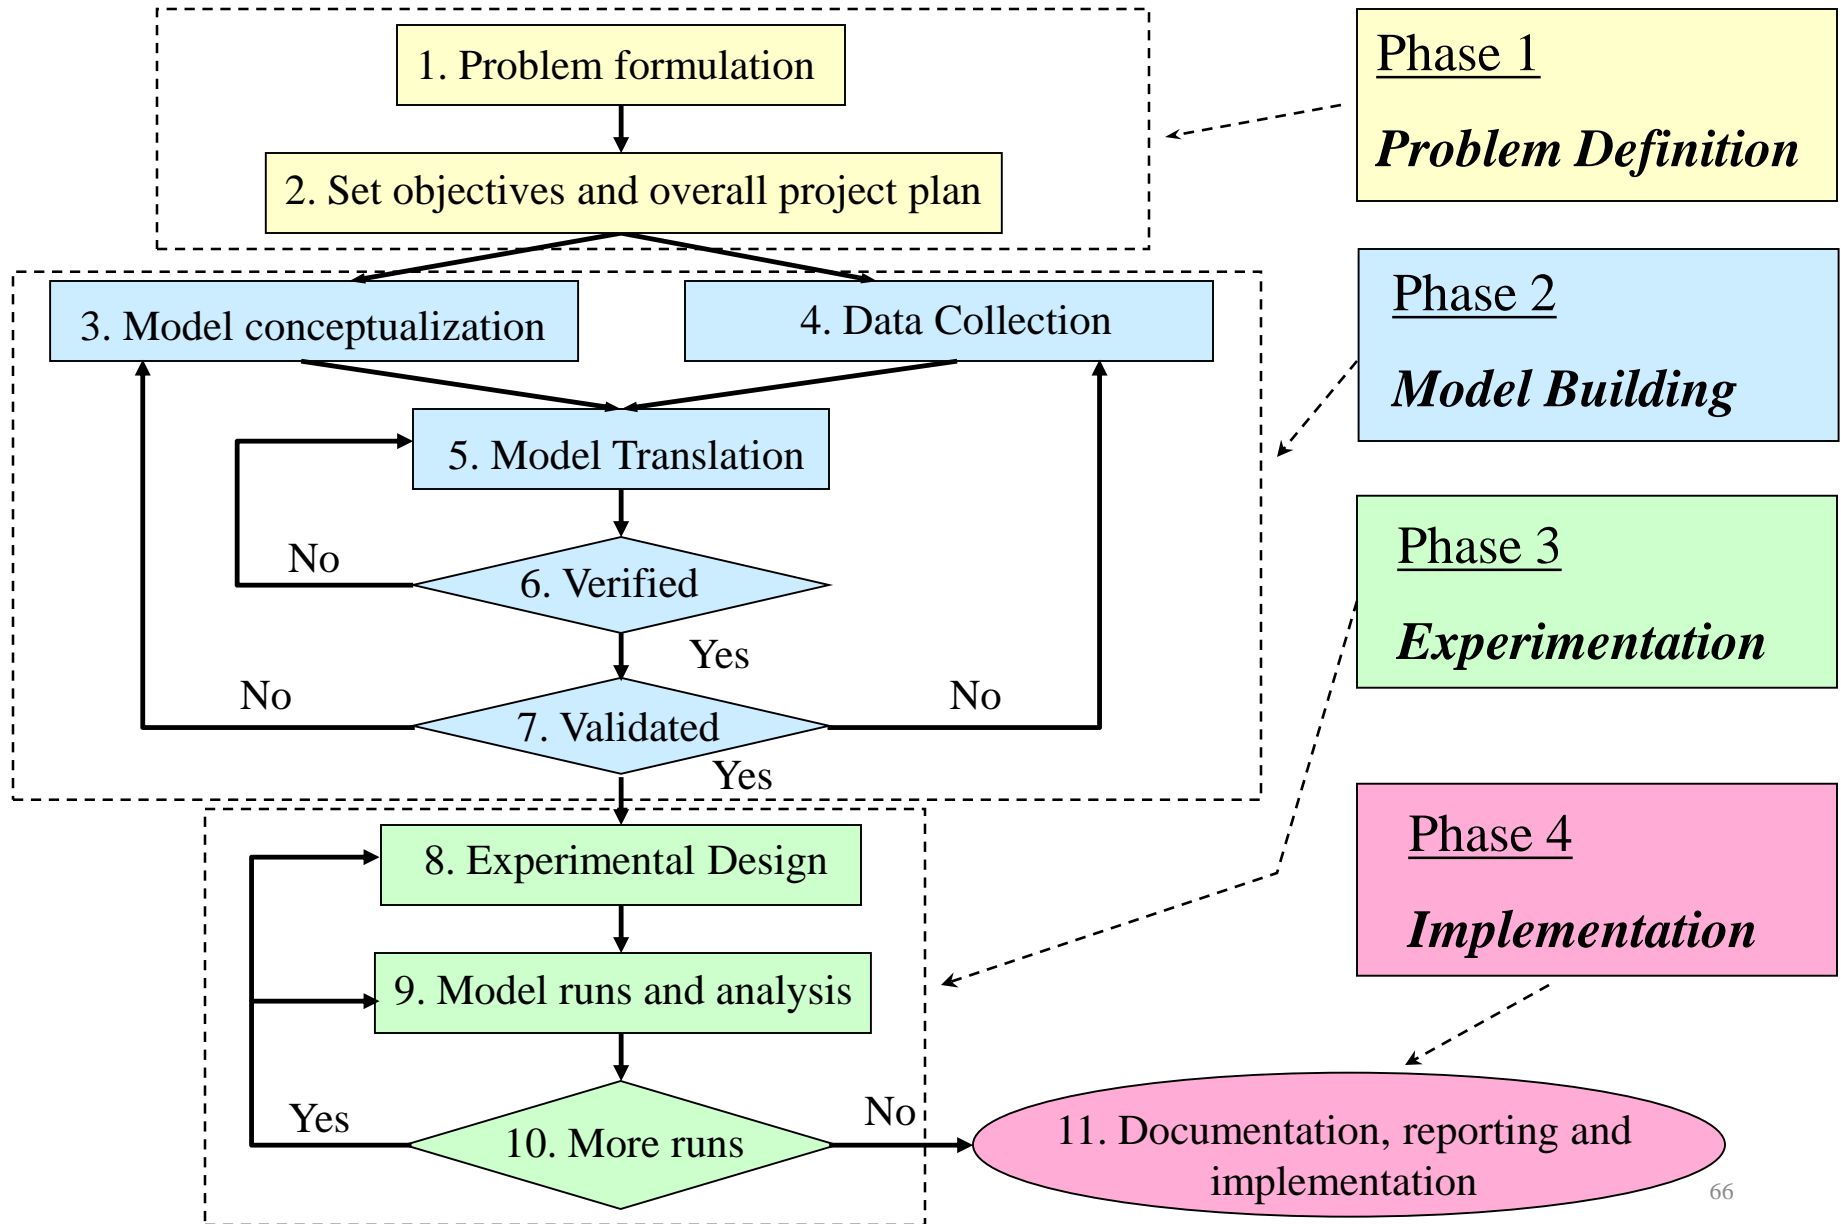 1. Problem formulation
2. Set objectives and overall project plan
3. Model conceptualization
4. Data Collection
5. Model Translation
No
6. Verified
Yes
No
7. Validated
No
Yes
8. Experimental Design
9. Model runs and analysis
Yes
10. More runs
No
11. Documentation, reporting and
implementation
Phase 1
Problem Definition
Phase 2
Model Building
Phase 3
Experimentation
Phase 4
Implementation
66